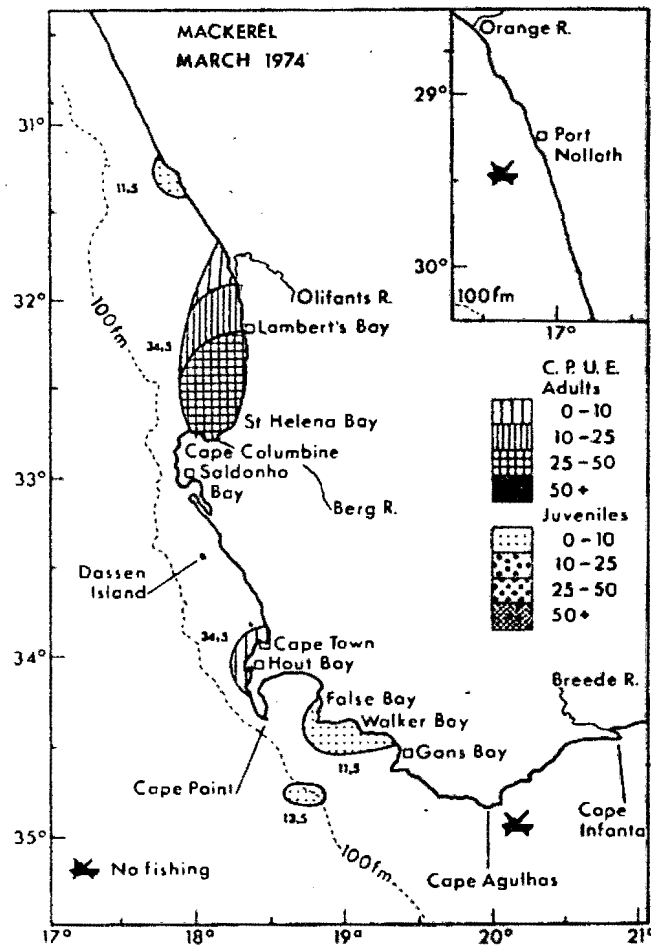 MACKEREL
MARCH 1974
Orange R.
29°
Port
Nolloth
30°
100fm
17°
31°
11,5
32°
Olifants R.
Lambert's Bay
100fm
34,5
St Helena Bay
Cape Columbine
Saldanha
Bay
33°
Berg R.
C. P. U. E.
Adults
0-10
10-25
25-50
50+
Juveniles
0-10
10-25
25-50
50+
Dassen
Island
34,5
Cape Town
Hout Bay
34°
False Bay
Walker Bay
Gans Bay
Breede R.
11,5
Cape Point
13,5
35°
100fm
Cape
Infanta
No fishing
Cape Agulhas
17°
18°
19°
20°
21°